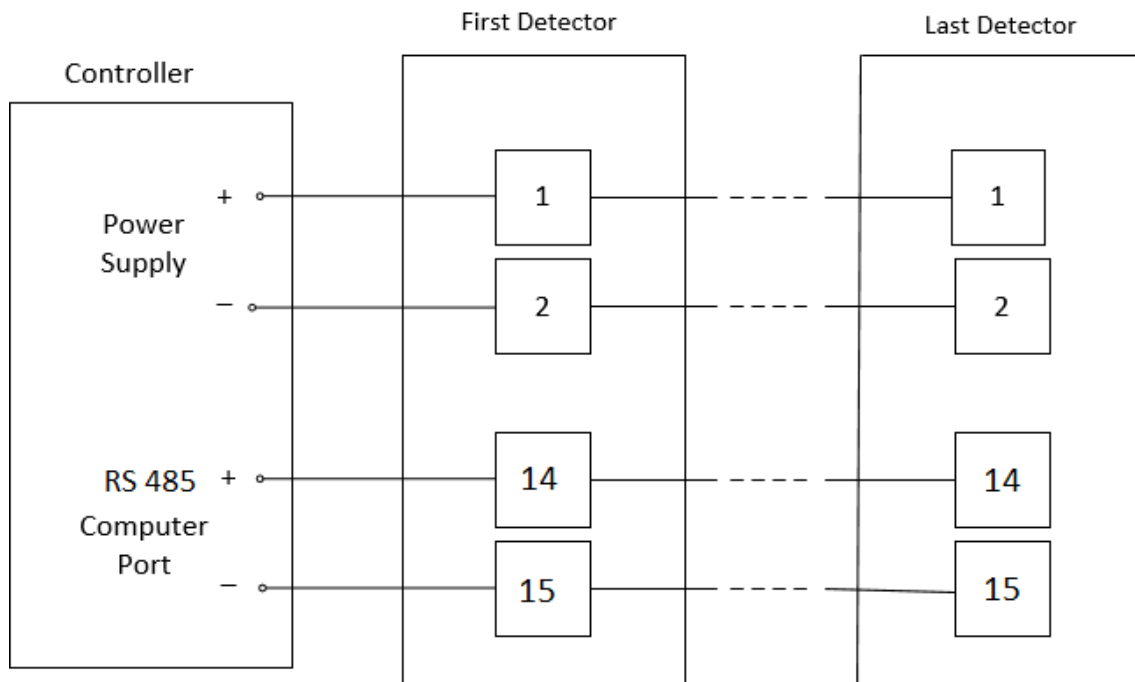 First Detector
Last Detector
Controller
+
1
1
Power
Supply
−
2
2
RS 485 +
14
14
Computer
Port
−
15
15